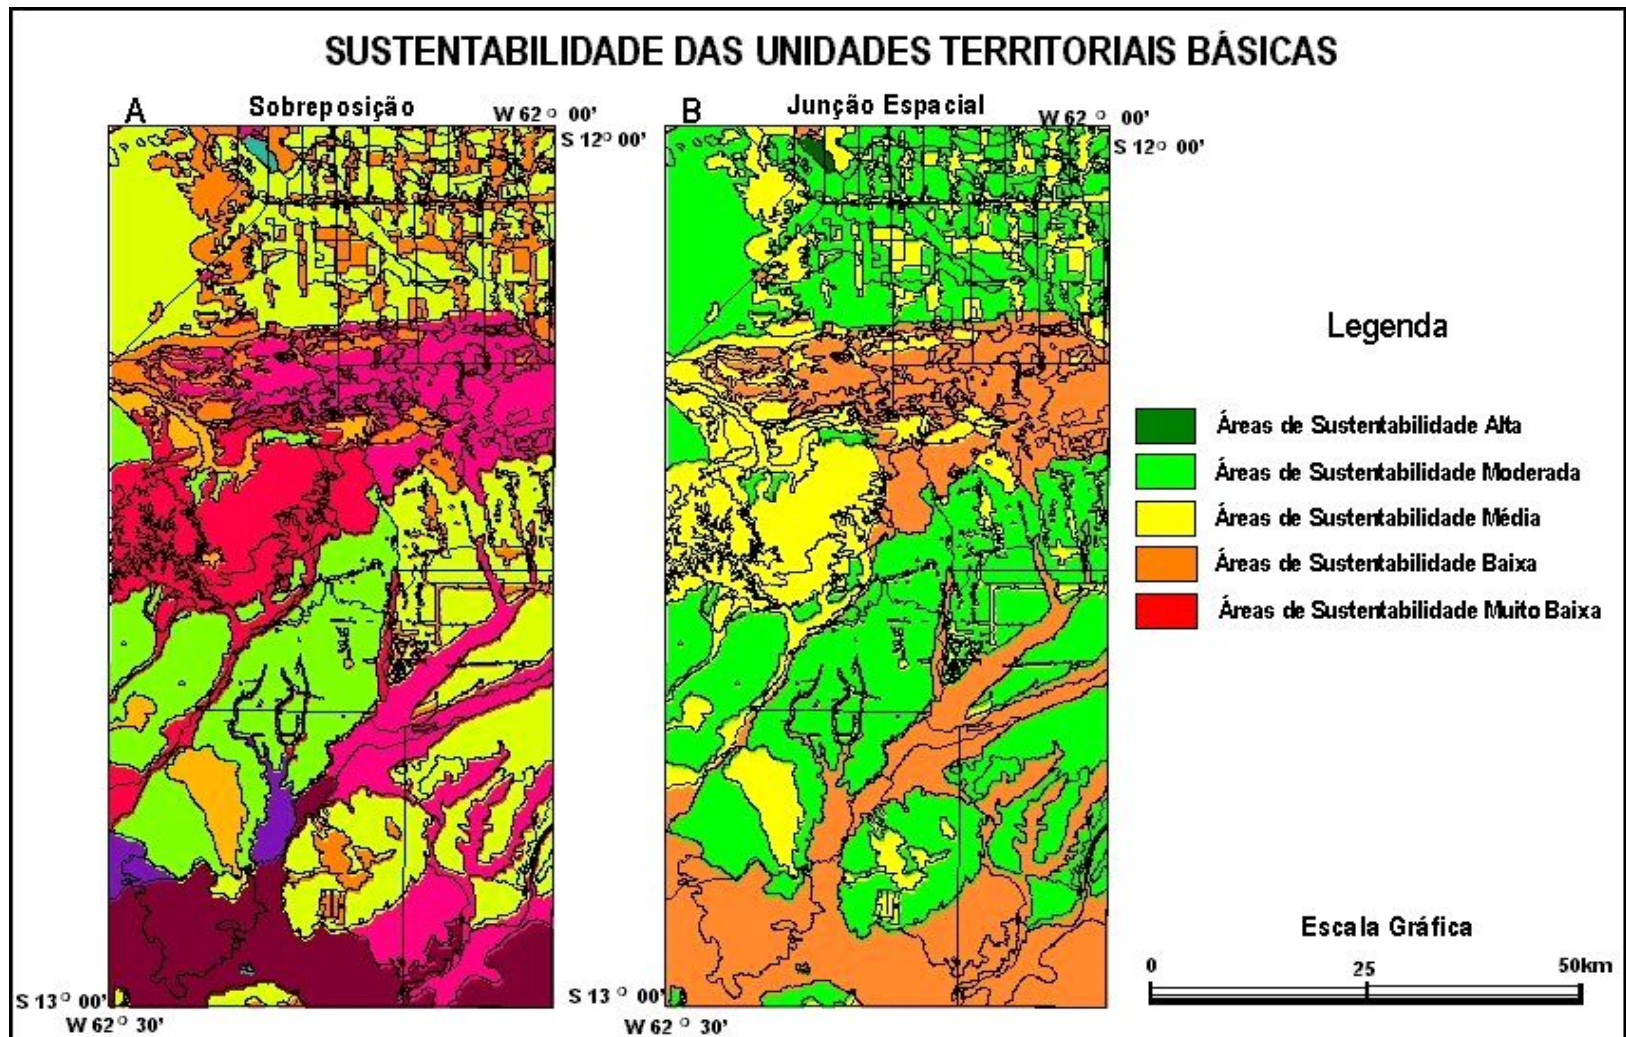 SUSTENTABILIDADE DAS UNIDADES TERRITORIAIS BÁSICAS
A
Sobreposição
W 62 ° 00'
S 12° 00'
B
Junção Espacial
W 62 ° 00'
S 12 ° 00'
Legenda
Áreas de Sustentabilidade Alta
Áreas de Sustentabilidade Moderada
Áreas de Sustentabilidade Média
Áreas de Sustentabilidade Baixa
Áreas de Sustentabilidade Muito Baixa
Escala Gráfica
0 25 50km
S 13 ° 00'
W 62 ° 30'
S 13 ° 00'
W 62 ° 30'